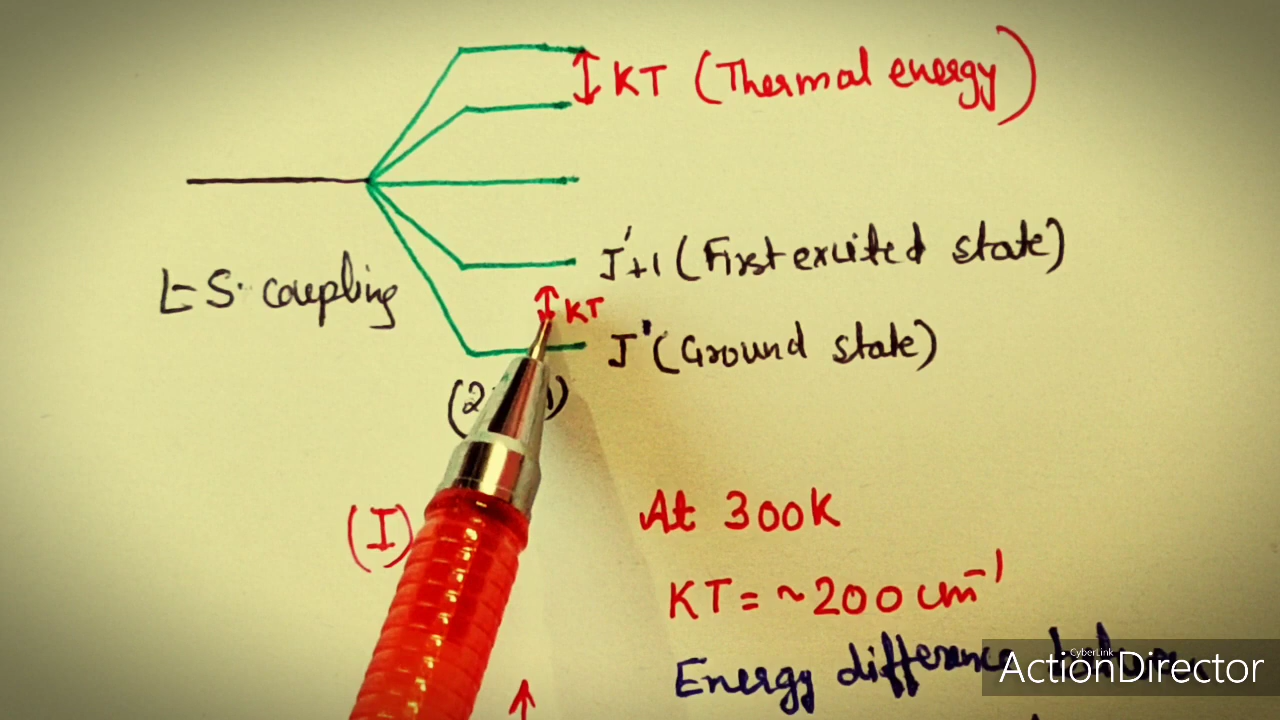 KT (Thermal energy)
J'+1 (First excited state)
L-S. coupling
KT
J' (Ground state)
(I)
At 300K
KT = ~200 cm⁻¹
Energy difference
CyberLink
ActionDirector